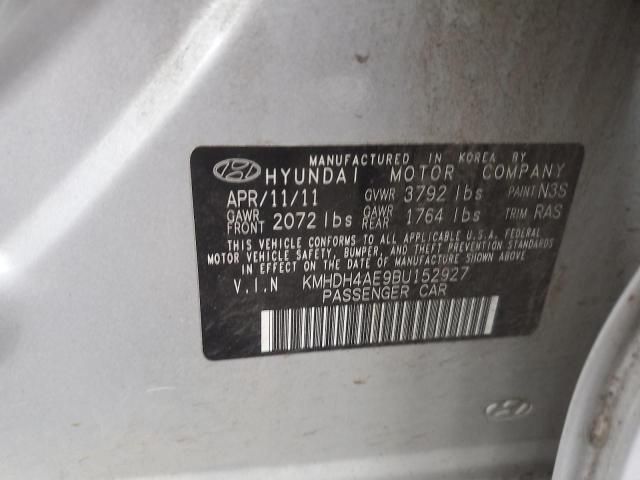 MANUFACTURED IN KOREA BY
HYUNDAI MOTOR COMPANY
APR/11/11 GVWR 3792 lbs PAINT N3S
GAWR FRONT 2072 lbs GAWR REAR 1764 lbs TRIM RAS
THIS VEHICLE CONFORMS TO ALL APPLICABLE U.S.A. FEDERAL
MOTOR VEHICLE SAFETY, BUMPER, AND THEFT PREVENTION STANDARDS
IN EFFECT ON THE DATE OF MANUFACTURE SHOWN ABOVE.
V.I.N KMHDH4AE9BU152927
PASSENGER CAR